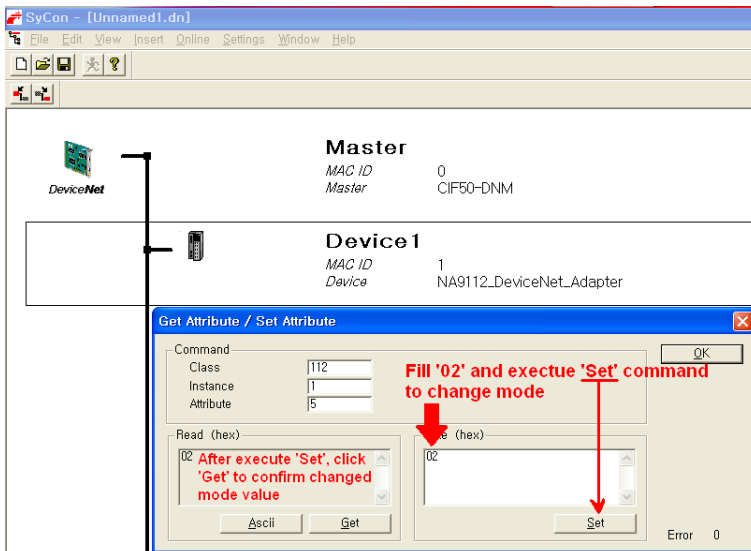 SyCon - [Unnamed1.dn]
File Edit View Insert Online Settings Window Help
Master
MAC ID 0
Master CIF50-DNM
DeviceNet
Device1
MAC ID 1
Device NA9112_DeviceNet_Adapter
Get Attribute / Set Attribute
Command
Class 112
Instance 1
Attribute 5
OK
Fill '02' and exectue 'Set' command
to change mode
Read (hex)
02
After execute 'Set', click
'Get' to confirm changed
mode value
Ascii Get
(hex)
02
Set
Error 0